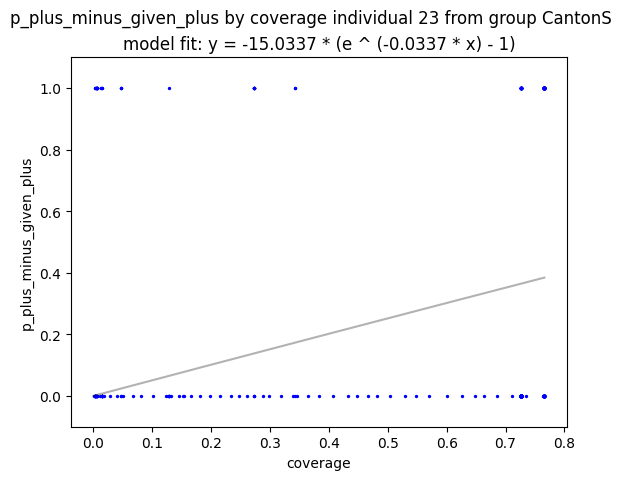 p_plus_minus_given_plus by coverage individual 23 from group CantonS
model fit: y = -15.0337 * (e ^ (-0.0337 * x) - 1)
1.0
0.8
0.6
0.4
0.2
0.0
p_plus_minus_given_plus
0.0 0.1 0.2 0.3 0.4 0.5 0.6 0.7 0.8
coverage